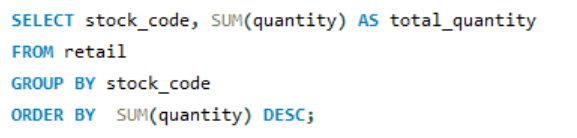 SELECT stock_code, SUM(quantity) AS total_quantity
FROM retail
GROUP BY stock_code
ORDER BY  SUM(quantity) DESC;